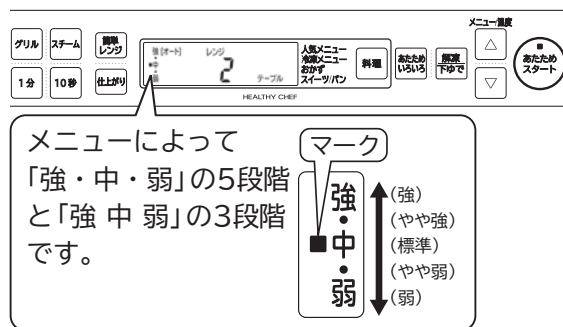 メニュー/温度
グリル
スチーム
簡単
レンジ
強[オート]
・中
・弱
レンジ
2
テーブル
人気メニュー
冷凍メニュー
おかず
スイーツ/パン
料理
あたため
いろいろ
解凍
下ゆで
△
あたため
スタート
1分
10秒
仕上がり
▽
HEALTHY CHEF
メニューによって
「強・中・弱」の5段階
と「強 中 弱」の3段階
です。
マーク
強
・
■中
・
弱
(強)
(やや強)
(標準)
(やや弱)
(弱)